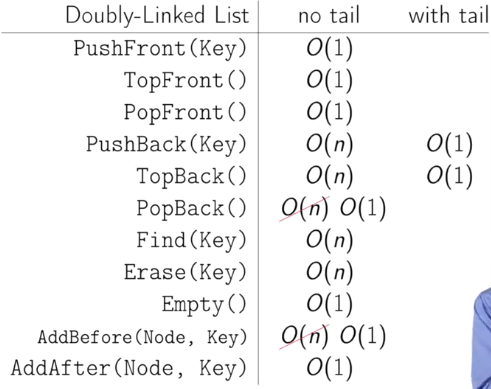 Doubly-Linked List no tail with tail
PushFront(Key) O(1)
TopFront() O(1)
PopFront() O(1)
PushBack(Key) O(n) O(1)
TopBack() O(n) O(1)
PopBack() O(n) O(1)
Find(Key) O(n)
Erase(Key) O(n)
Empty() O(1)
AddBefore(Node, Key) O(n) O(1)
AddAfter(Node, Key) O(1)